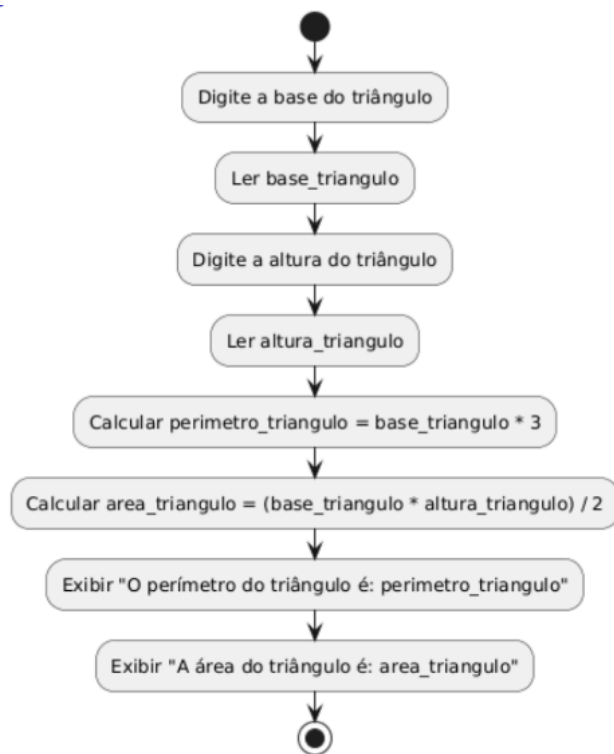 Digite a base do triângulo
Ler base_triangulo
Digite a altura do triângulo
Ler altura_triangulo
Calcular perimetro_triangulo = base_triangulo * 3
Calcular area_triangulo = (base_triangulo * altura_triangulo) / 2
Exibir "O perímetro do triângulo é: perimetro_triangulo"
Exibir "A área do triângulo é: area_triangulo"